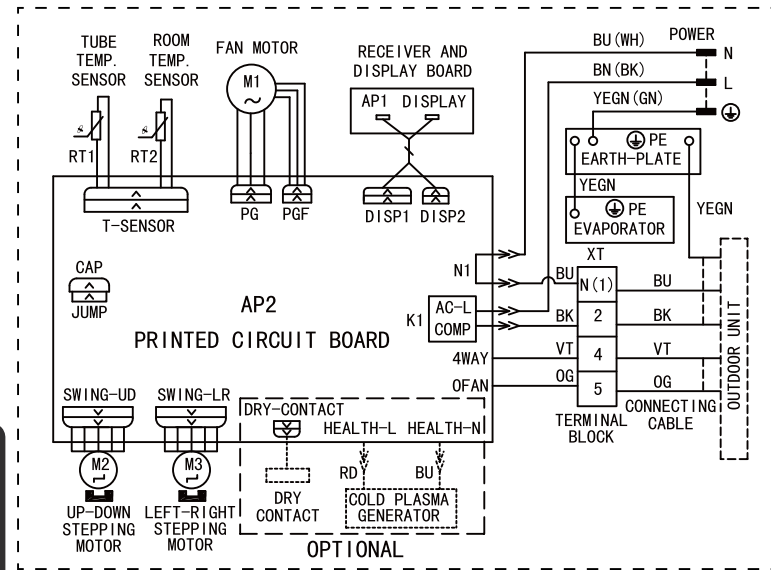 TUBE
TEMP.
SENSOR
ROOM
TEMP.
SENSOR
FAN MOTOR
M1
RECEIVER AND
DISPLAY BOARD
AP1 DISPLAY
BU(WH)
POWER
N
BN(BK)
L
YEGN(GN)
RT1
RT2
PE
EARTH-PLATE
YEGN
PE
EVAPORATOR
YEGN
T-SENSOR
PG
PGF
DISP1
DISP2
XT
N1
BU
N(1)
BU
CAP
JUMP
AP2
PRINTED CIRCUIT BOARD
K1
AC-L
COMP
BK
2
BK
4WAY
VT
4
VT
OFAN
OG
5
OG
OUTDOOR UNIT
TERMINAL
BLOCK
CONNECTING
CABLE
SWING-UD
SWING-LR
DRY-CONTACT
HEALTH-L
HEALTH-N
M2
M3
RD
BU
UP-DOWN
STEPPING
MOTOR
LEFT-RIGHT
STEPPING
MOTOR
DRY
CONTACT
COLD PLASMA
GENERATOR
OPTIONAL